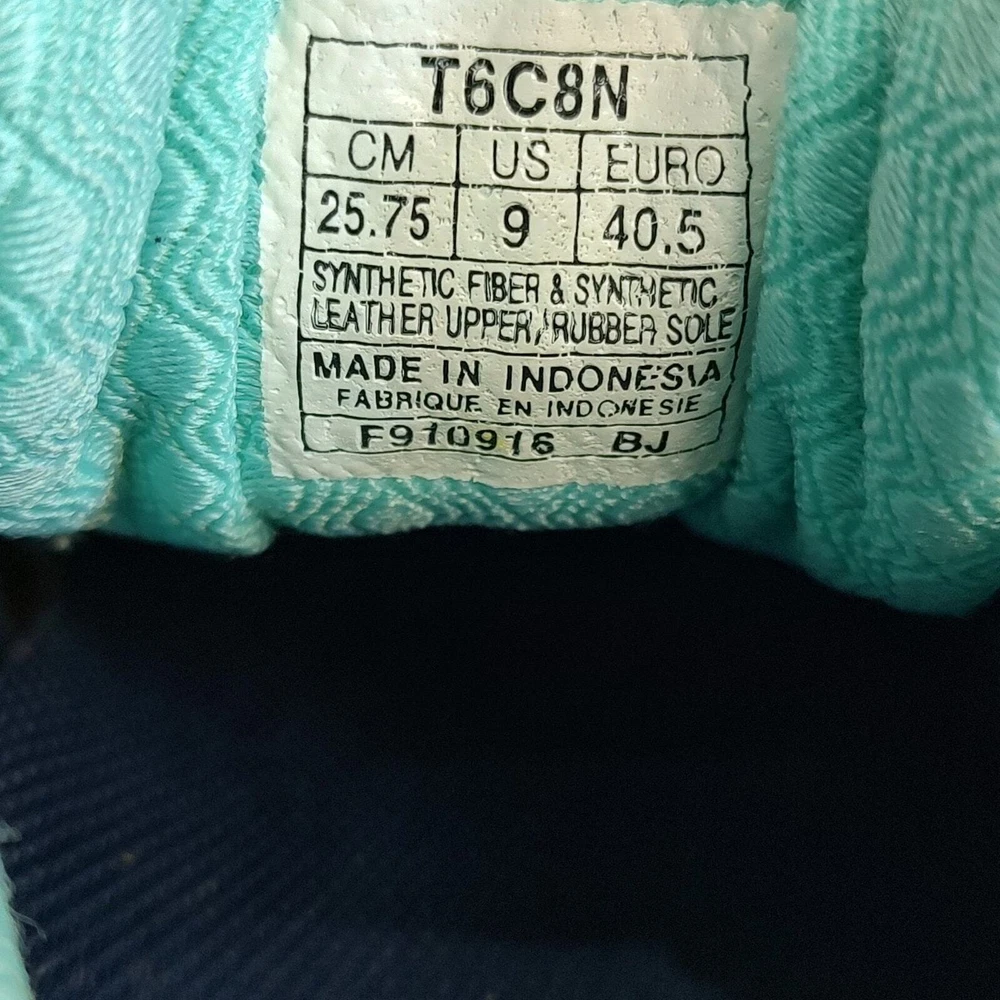 T6C8N
CM US EURO
25.75 9 40.5
SYNTHETIC FIBER & SYNTHETIC
LEATHER UPPER/RUBBER SOLE
MADE IN INDONESIA
FABRIQUE EN INDONESIE
F910916 BJ